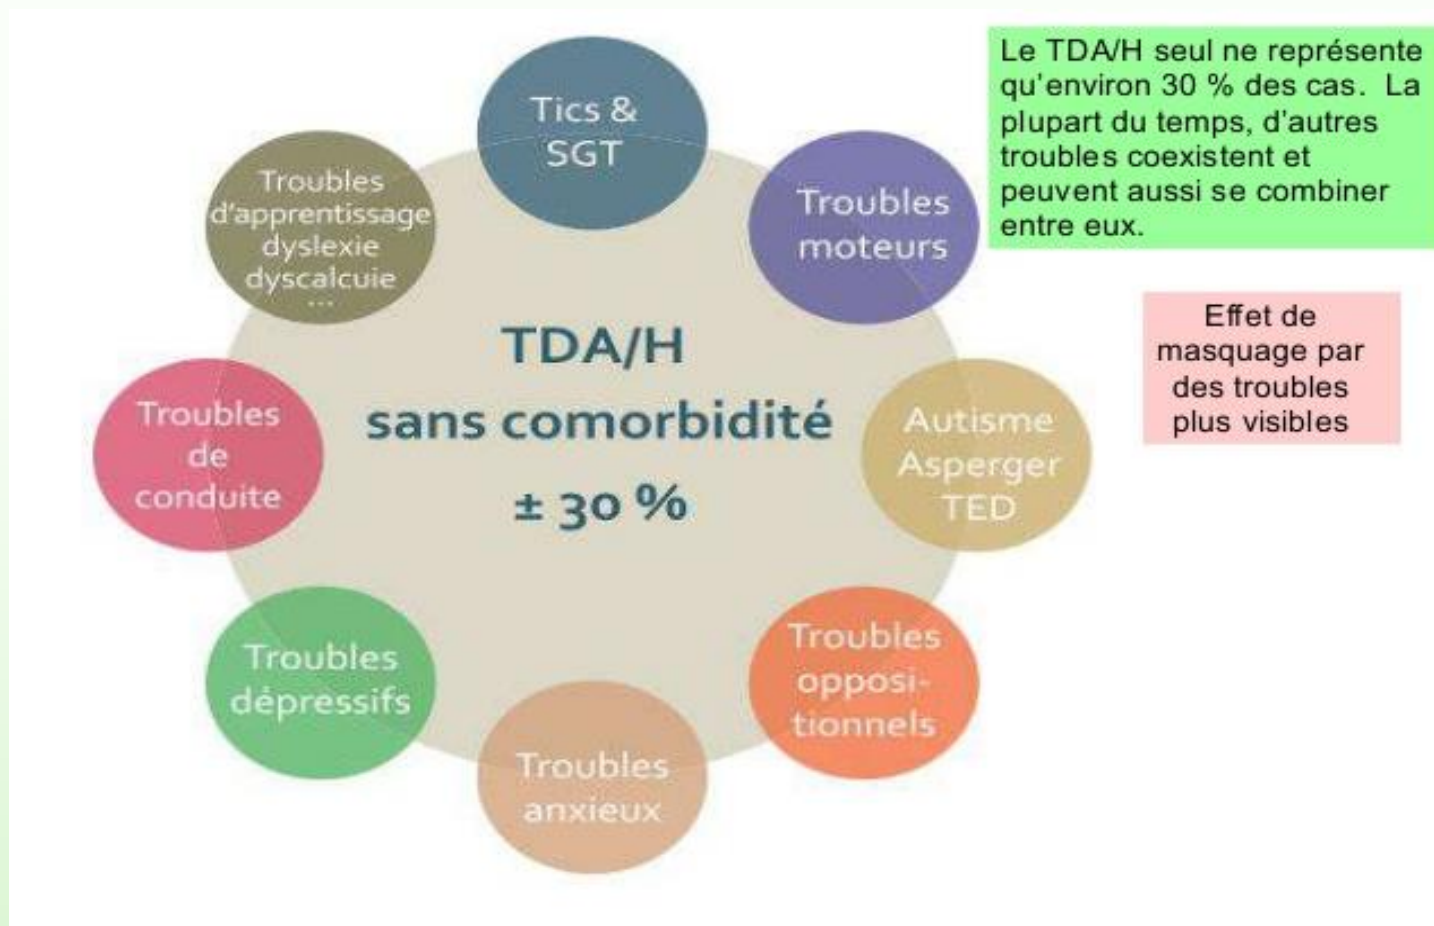 Tics &
SGT
Troubles
moteurs
Autisme
Asperger
TED
Troubles
opposi-
tionnels
Troubles
anxieux
Troubles
dépressifs
Troubles
de
conduite
Troubles
d'apprentissage
dyslexie
dyscalcuie
...
TDA/H
sans comorbidité
± 30 %
Le TDA/H seul ne représente
qu'environ 30 % des cas. La
plupart du temps, d'autres
troubles coexistent et
peuvent aussi se combiner
entre eux.
Effet de
masquage par
des troubles
plus visibles